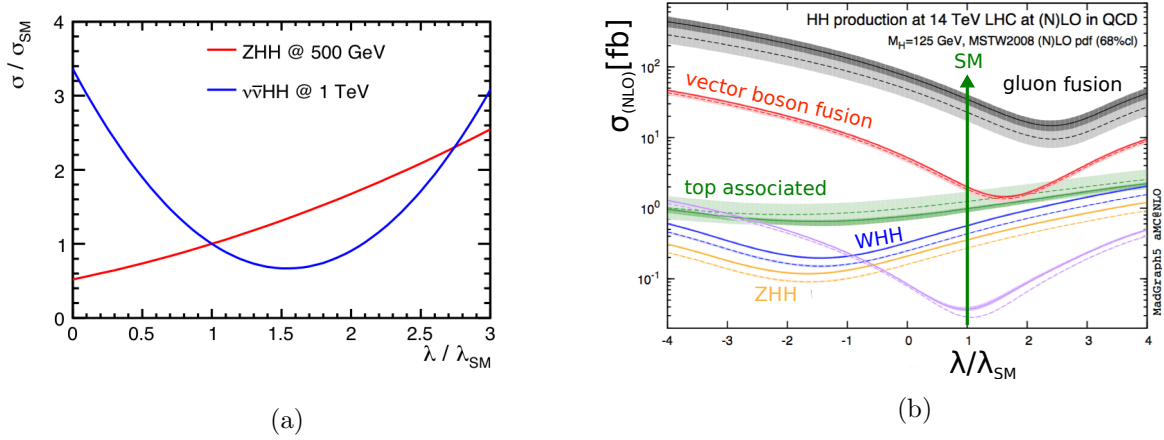 4
3
2
1
0
0
0.5
1
1.5
2
2.5
3
σ / σSM
λ / λSM
ZHH @ 500 GeV
νν̄HH @ 1 TeV
(a)
HH production at 14 TeV LHC at (N)LO in QCD
MH=125 GeV, MSTW2008 (N)LO pdf (68%cl)
SM
gluon fusion
vector boson fusion
top associated
WHH
ZHH
σ(NLO)[fb]
10²
10¹
10⁰
10⁻¹
-4
-3
-2
-1
0
1
2
3
4
λ/λSM
MadGraph5_aMC@NLO
(b)